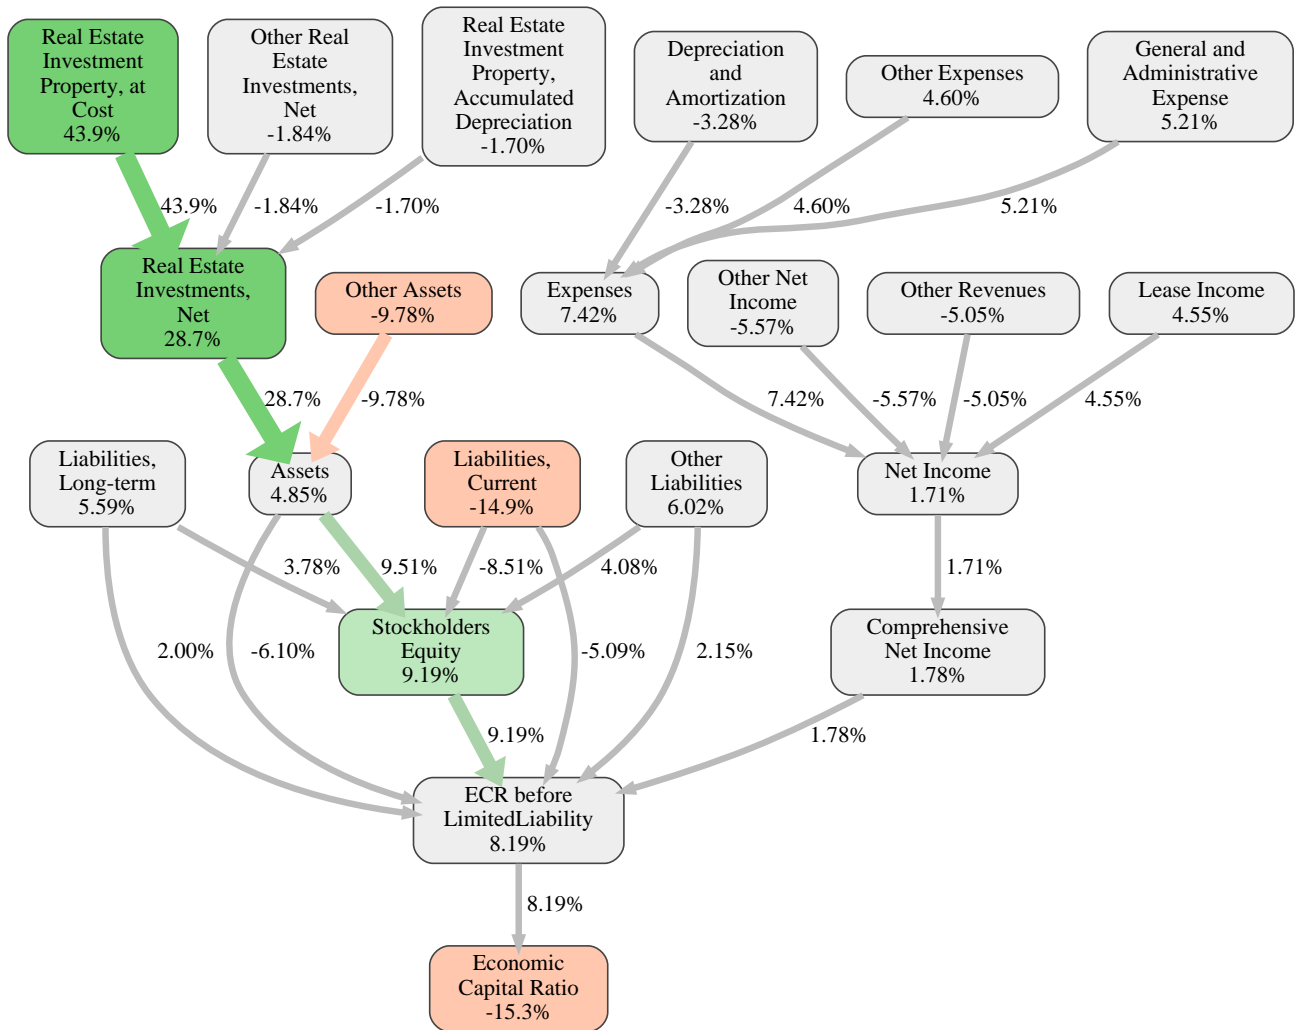 Real Estate
Investment
Property, at
Cost
43.9%
Other Real
Estate
Investments,
Net
-1.84%
Real Estate
Investment
Property,
Accumulated
Depreciation
-1.70%
Depreciation
and
Amortization
-3.28%
Other Expenses
4.60%
General and
Administrative
Expense
5.21%
43.9%
-1.84%
-1.70%
-3.28%
4.60%
5.21%
Real Estate
Investments,
Net
28.7%
Other Assets
-9.78%
Expenses
7.42%
Other Net
Income
-5.57%
Other Revenues
-5.05%
Lease Income
4.55%
28.7%
-9.78%
7.42%
-5.57%
-5.05%
4.55%
Liabilities,
Long-term
5.59%
Assets
4.85%
Liabilities,
Current
-14.9%
Other
Liabilities
6.02%
Net Income
1.71%
3.78%
9.51%
-8.51%
4.08%
1.71%
Stockholders
Equity
9.19%
Comprehensive
Net Income
1.78%
2.00%
-6.10%
-5.09%
2.15%
9.19%
1.78%
ECR before
LimitedLiability
8.19%
8.19%
Economic
Capital Ratio
-15.3%